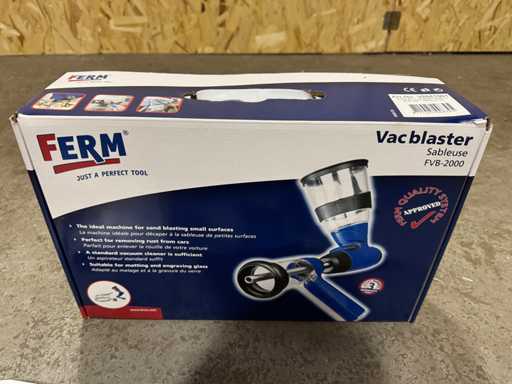 FERM®
FERM®
JUST A PERFECT TOOL
Vacblaster
Sableuse
FVB-2000
The ideal machine for sand blasting small surfaces
La machine idéale pour décaper à la sableuse de petites surfaces
Perfect for removing rust from cars
Parfait pour enlever la rouille de votre voiture
A standard vacuum cleaner is sufficient
Un aspirateur standard suffit
Suitable for matting and engraving glass
Adapté au matage et à la gravure du verre
FERM QUALITY SYSTEM
APPROVED